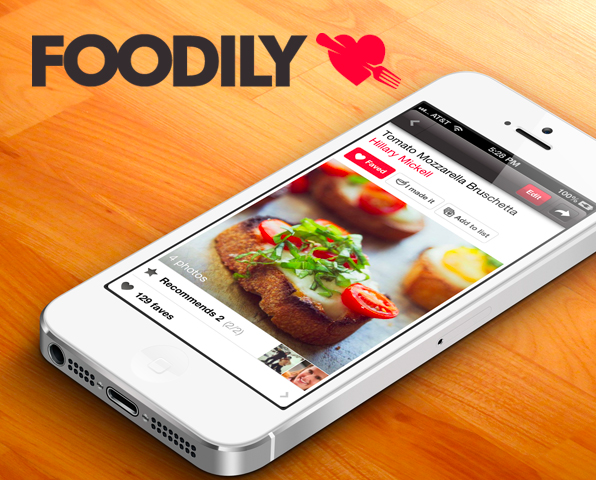 FOODILY
AT&T 5:26 PM 100%
Edit
Tomato Mozzarella Bruschetta
Hillary Mickell
Faved
I made it
Add to list
4 photos
Recommends 2 (2/2)
129 faves